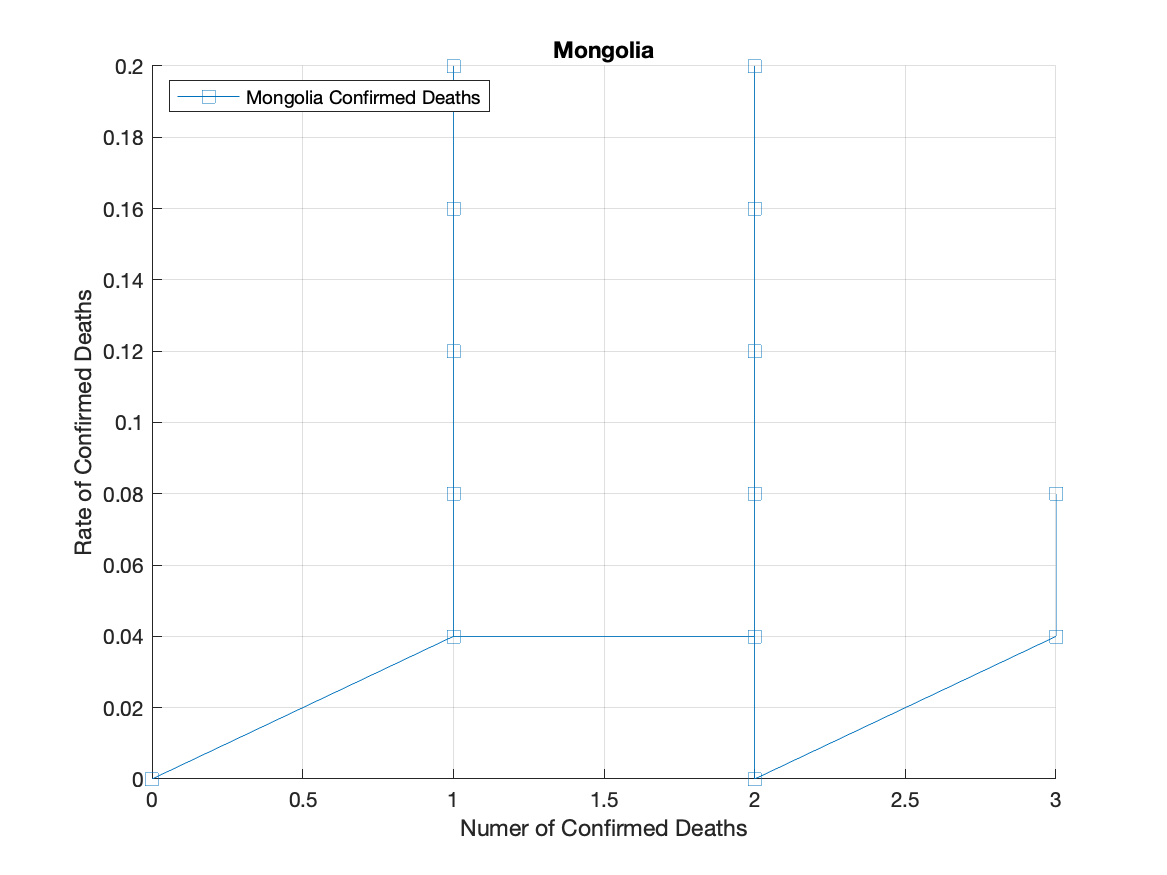 Mongolia
Mongolia Confirmed Deaths
0.2
0.18
0.16
0.14
0.12
0.1
0.08
0.06
0.04
0.02
0
Rate of Confirmed Deaths
0 0.5 1 1.5 2 2.5 3
Numer of Confirmed Deaths